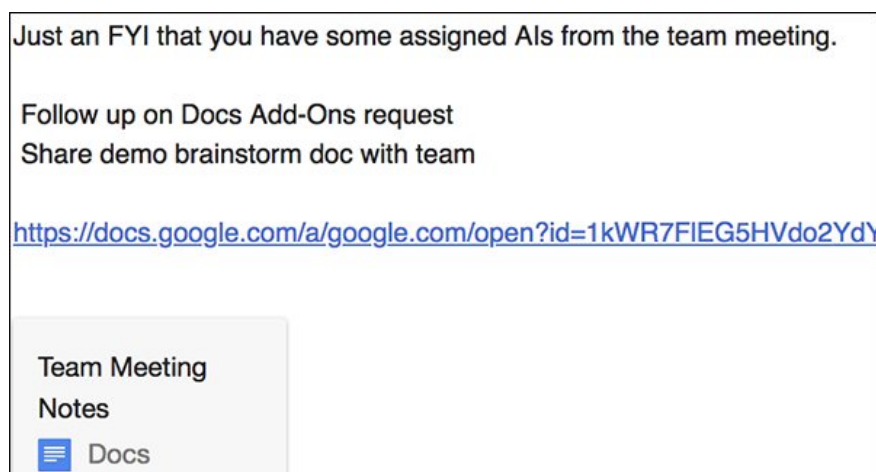 Just an FYI that you have some assigned AIs from the team meeting.
Follow up on Docs Add-Ons request
Share demo brainstorm doc with team
https://docs.google.com/a/google.com/open?id=1kWR7FlEG5HVdo2YdY
Team Meeting
Notes
Docs